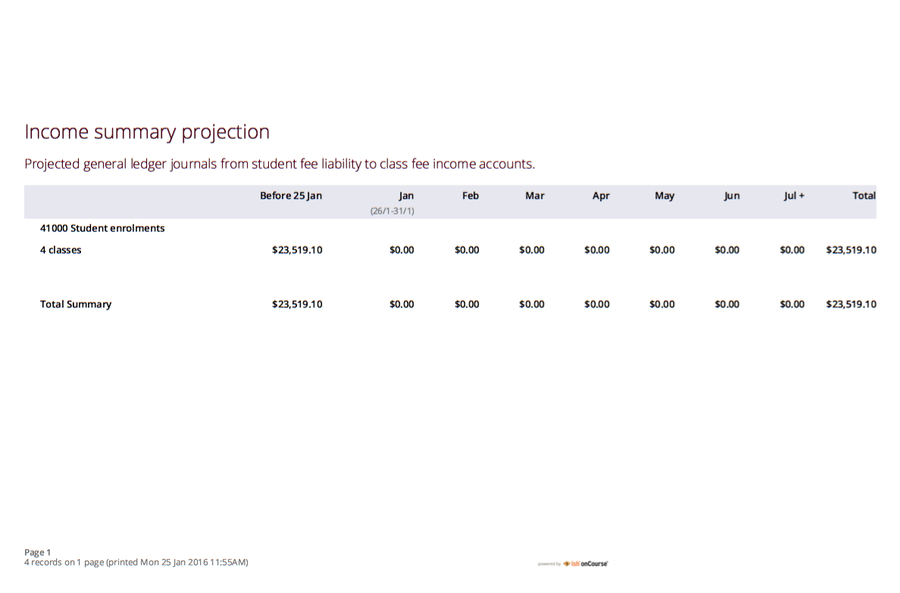 Income summary projection
Projected general ledger journals from student fee liability to class fee income accounts.
Before 25 Jan Jan Feb Mar Apr May Jun Jul + Total
(26/1-31/1)
41000 Student enrolments
4 classes $23,519.10 $0.00 $0.00 $0.00 $0.00 $0.00 $0.00 $0.00 $23,519.10
Total Summary $23,519.10 $0.00 $0.00 $0.00 $0.00 $0.00 $0.00 $0.00 $23,519.10
Page 1
4 records on 1 page (printed Mon 25 Jan 2016 11:55AM)
powered by ish onCourse